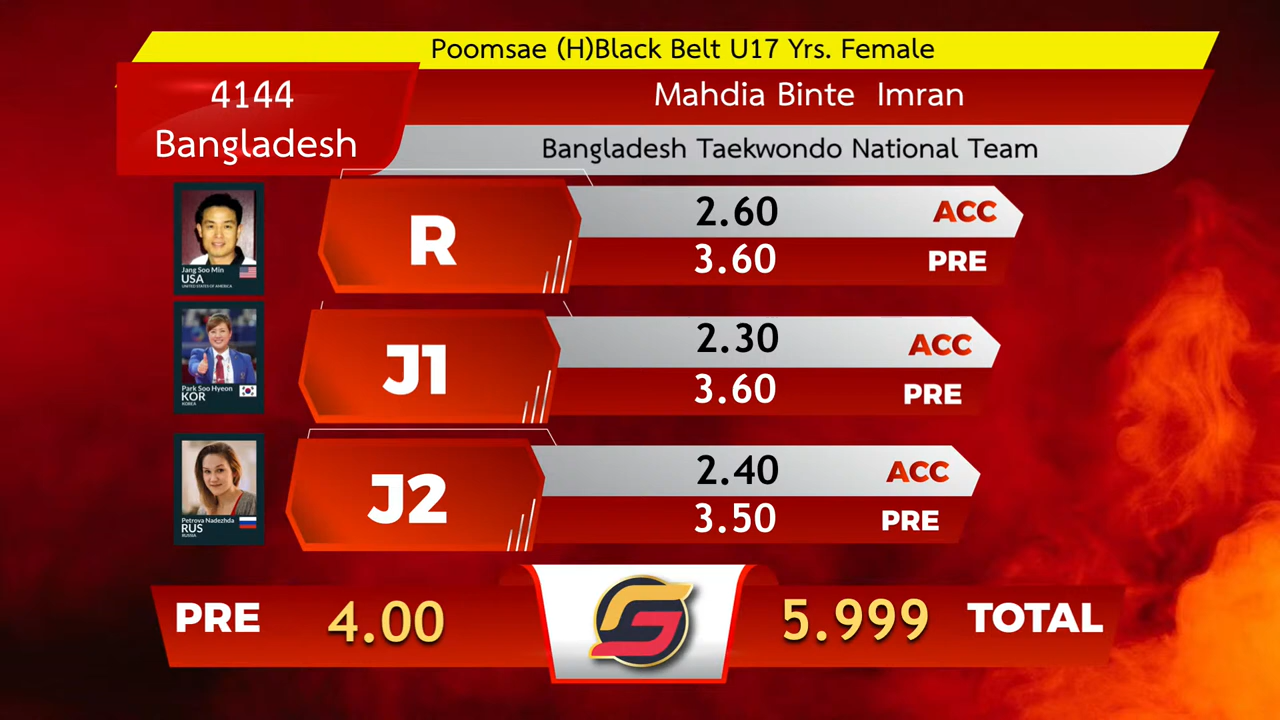 Poomsae (H)Black Belt U17 Yrs. Female
4144
Bangladesh
Mahdia Binte Imran
Bangladesh Taekwondo National Team
Jang Soo Min
USA
UNITED STATES OF AMERICA
R
2.60 ACC
3.60 PRE
Park Soo Hyeon
KOR
KOREA
J1
2.30 ACC
3.60 PRE
Petrova Nadezhda
RUS
RUSSIA
J2
2.40 ACC
3.50 PRE
PRE 4.00
5.999 TOTAL